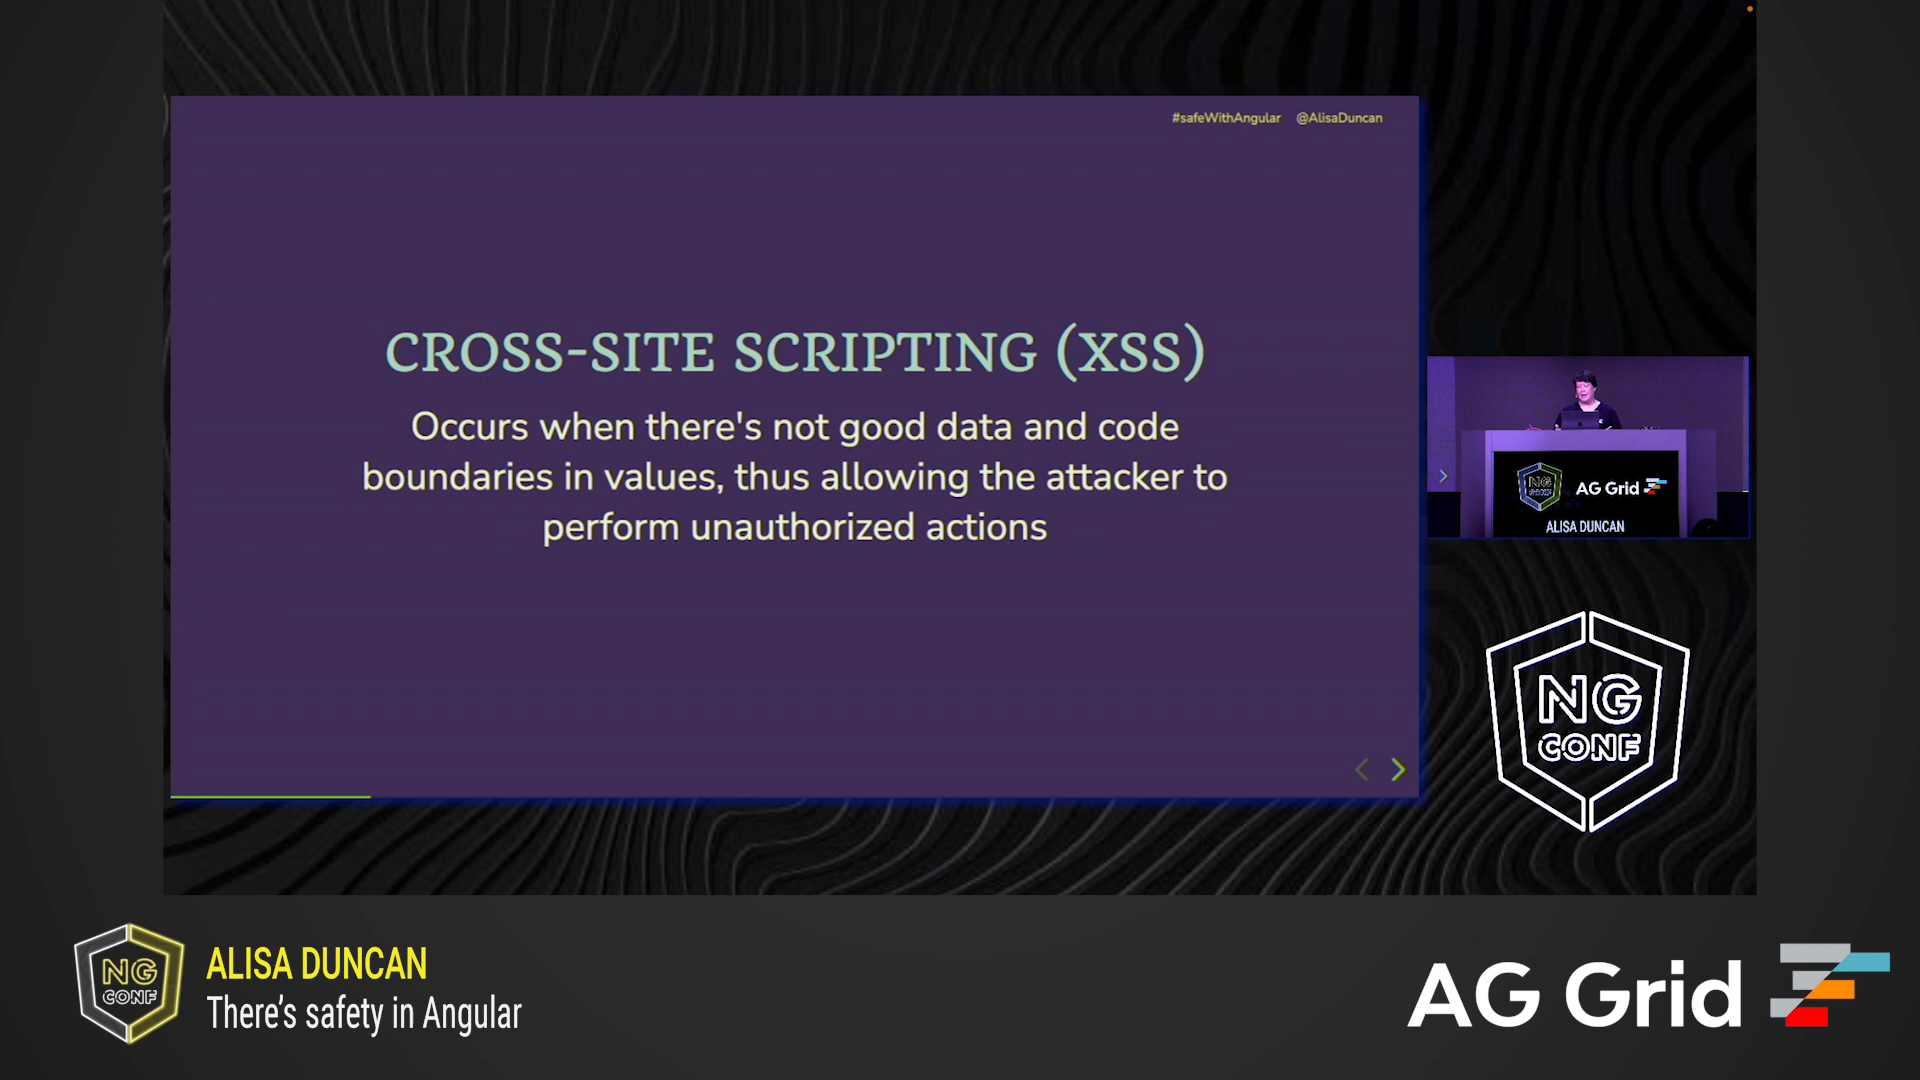 #safeWithAngular @AlisaDuncan
CROSS-SITE SCRIPTING (XSS)
Occurs when there's not good data and code
boundaries in values, thus allowing the attacker to
perform unauthorized actions
NG
CONF
AG Grid
ALISA DUNCAN
NG
CONF
NG
CONF
ALISA DUNCAN
There's safety in Angular
AG Grid